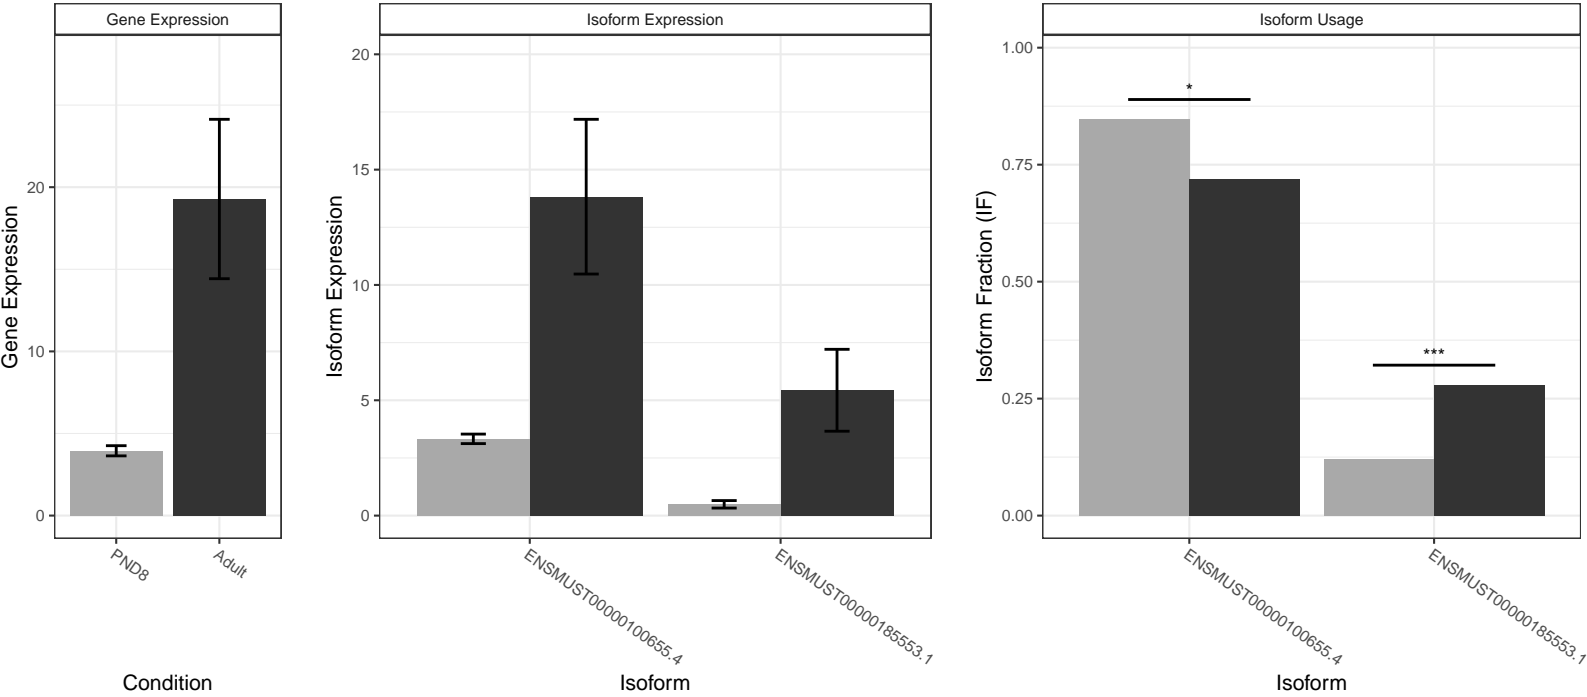 Gene Expression
Gene Expression
20
10
0
PND8
Adult
Condition
Isoform Expression
Isoform Expression
20
15
10
5
0
ENSMUST00000100655.4
ENSMUST00000185553.1
Isoform
Isoform Usage
Isoform Fraction (IF)
1.00
0.75
0.50
0.25
0.00
*
***
ENSMUST00000100655.4
ENSMUST00000185553.1
Isoform